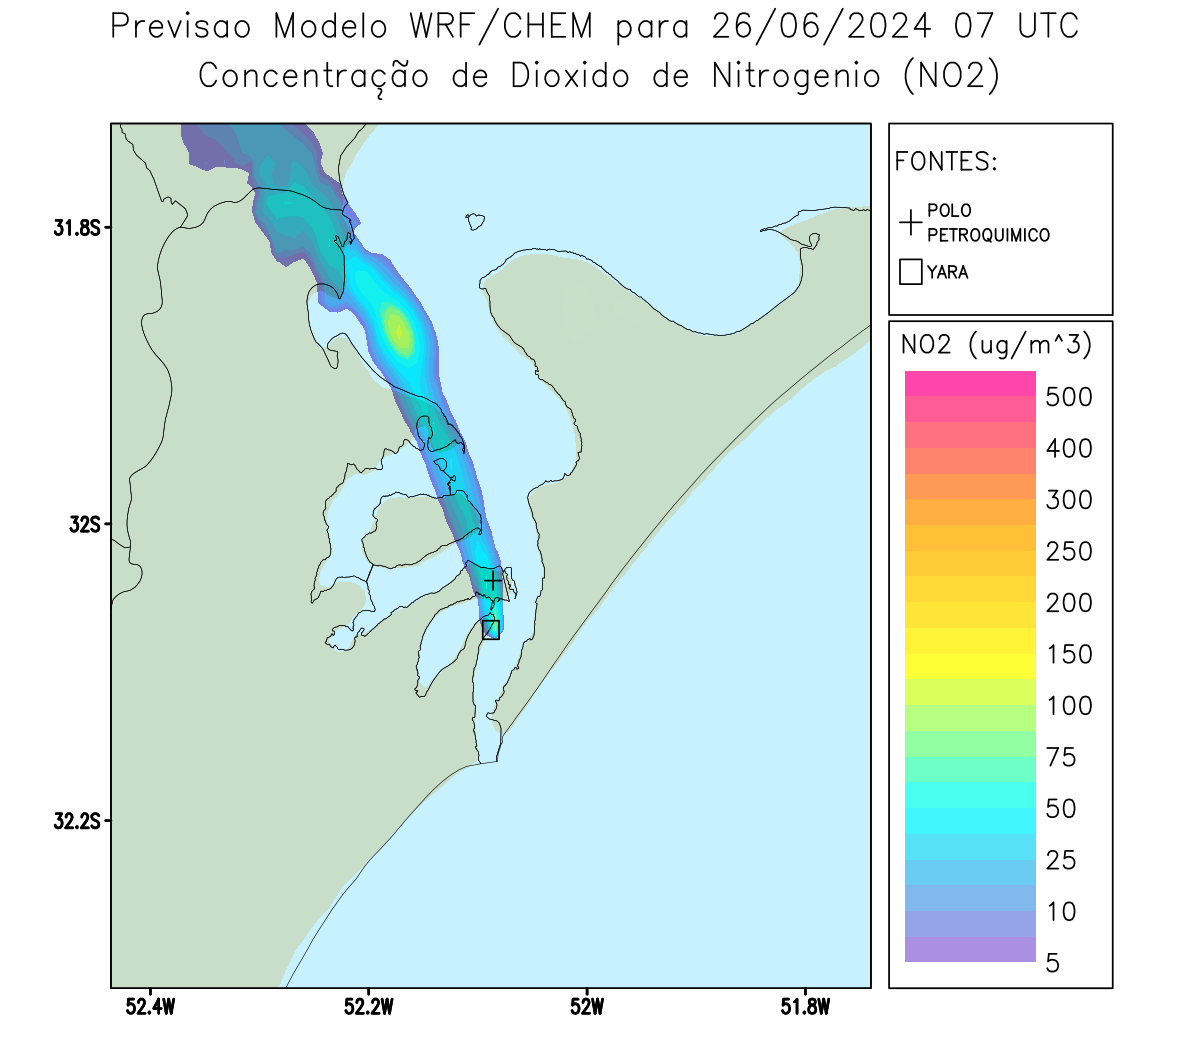 Previsao Modelo WRF/CHEM para 26/06/2024 07 UTC
Concentração de Dioxido de Nitrogenio (NO2)
FONTES:
POLO
PETROQUIMICO
YARA
NO2 (ug/m^3)
500
400
300
250
200
150
100
75
50
25
10
5
31.8S
32S
32.2S
52.4W
52.2W
52W
51.8W